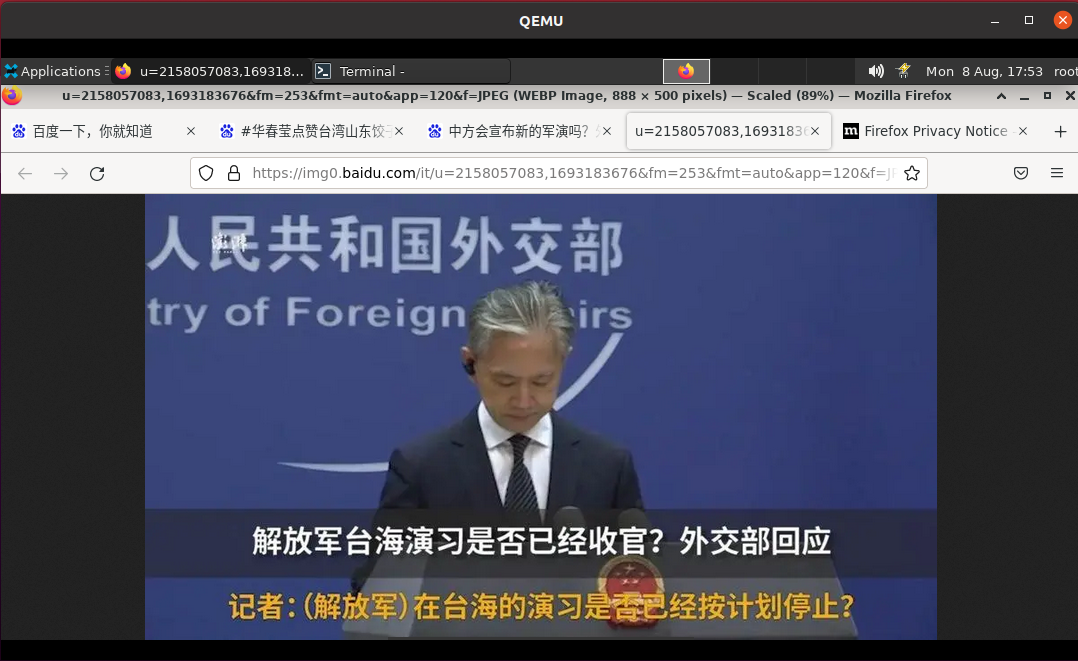 QEMU
Applications
u=2158057083,169318...
Terminal -
Mon 8 Aug, 17:53
root
u=2158057083,1693183676&fm=253&fmt=auto&app=120&f=JPEG (WEBP Image, 888 × 500 pixels) — Scaled (89%) — Mozilla Firefox
百度一下，你就知道
#华春莹点赞台湾山东饺子
中方会宣布新的军演吗?
u=2158057083,1693183
m Firefox Privacy Notice
https://img0.baidu.com/it/u=2158057083,1693183676&fm=253&fmt=auto&app=120&f=J
人民共和国外交部
澎湃
try of Foreign irs
解放军台海演习是否已经收官？外交部回应
记者：（解放军）在台海的演习是否已经按计划停止？